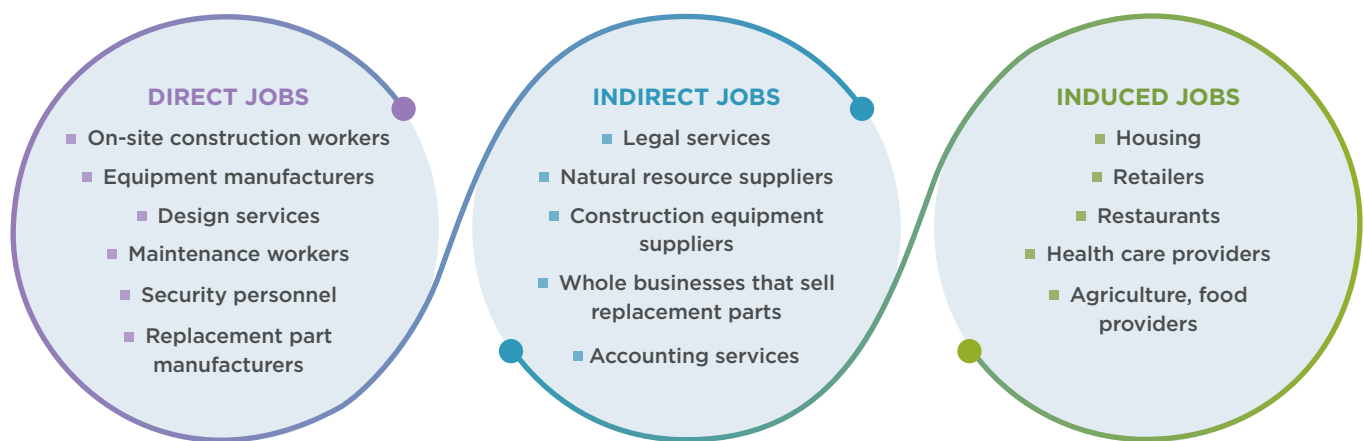 DIRECT JOBS
On-site construction workers
Equipment manufacturers
Design services
Maintenance workers
Security personnel
Replacement part
manufacturers
INDIRECT JOBS
Legal services
Natural resource suppliers
Construction equipment
suppliers
Whole businesses that sell
replacement parts
Accounting services
INDUCED JOBS
Housing
Retailers
Restaurants
Health care providers
Agriculture, food
providers